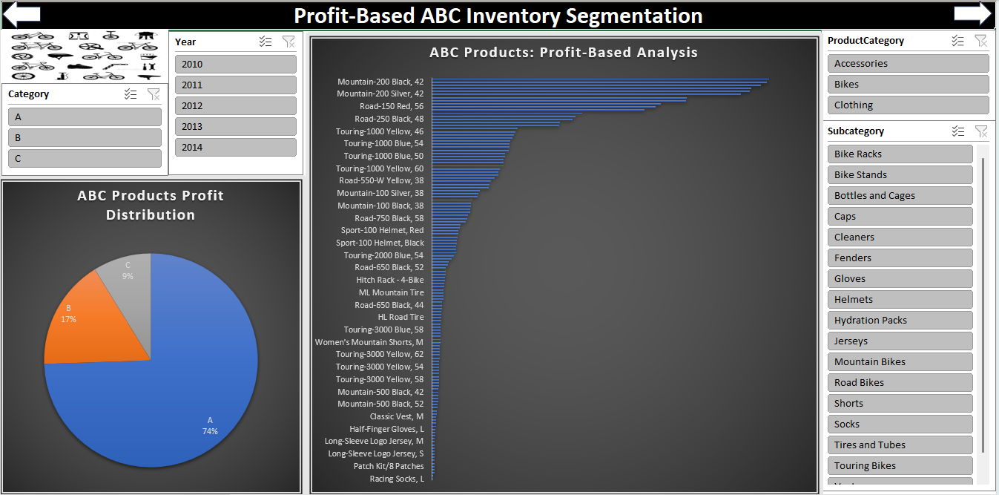 Profit-Based ABC Inventory Segmentation
Category
A
B
C
Year
2010
2011
2012
2013
2014
ABC Products Profit
Distribution
C
9%
B
17%
A
74%
ABC Products: Profit-Based Analysis
Mountain-200 Black, 42
Mountain-200 Silver, 42
Road-150 Red, 56
Road-250 Black, 48
Touring-1000 Yellow, 46
Touring-1000 Blue, 54
Touring-1000 Blue, 50
Touring-1000 Yellow, 60
Road-550-W Yellow, 38
Mountain-100 Silver, 38
Mountain-100 Black, 38
Road-750 Black, 58
Sport-100 Helmet, Red
Sport-100 Helmet, Black
Touring-2000 Blue, 54
Road-650 Black, 52
Hitch Rack - 4-Bike
ML Mountain Tire
Road-650 Black, 44
HL Road Tire
Touring-3000 Blue, 58
Women's Mountain Shorts, M
Touring-3000 Yellow, 62
Touring-3000 Yellow, 54
Touring-3000 Yellow, 58
Mountain-500 Black, 42
Mountain-500 Black, 52
Classic Vest, M
Half-Finger Gloves, L
Long-Sleeve Logo Jersey, M
Long-Sleeve Logo Jersey, S
Patch Kit/8 Patches
Racing Socks, L
ProductCategory
Accessories
Bikes
Clothing
Subcategory
Bike Racks
Bike Stands
Bottles and Cages
Caps
Cleaners
Fenders
Gloves
Helmets
Hydration Packs
Jerseys
Mountain Bikes
Road Bikes
Shorts
Socks
Tires and Tubes
Touring Bikes